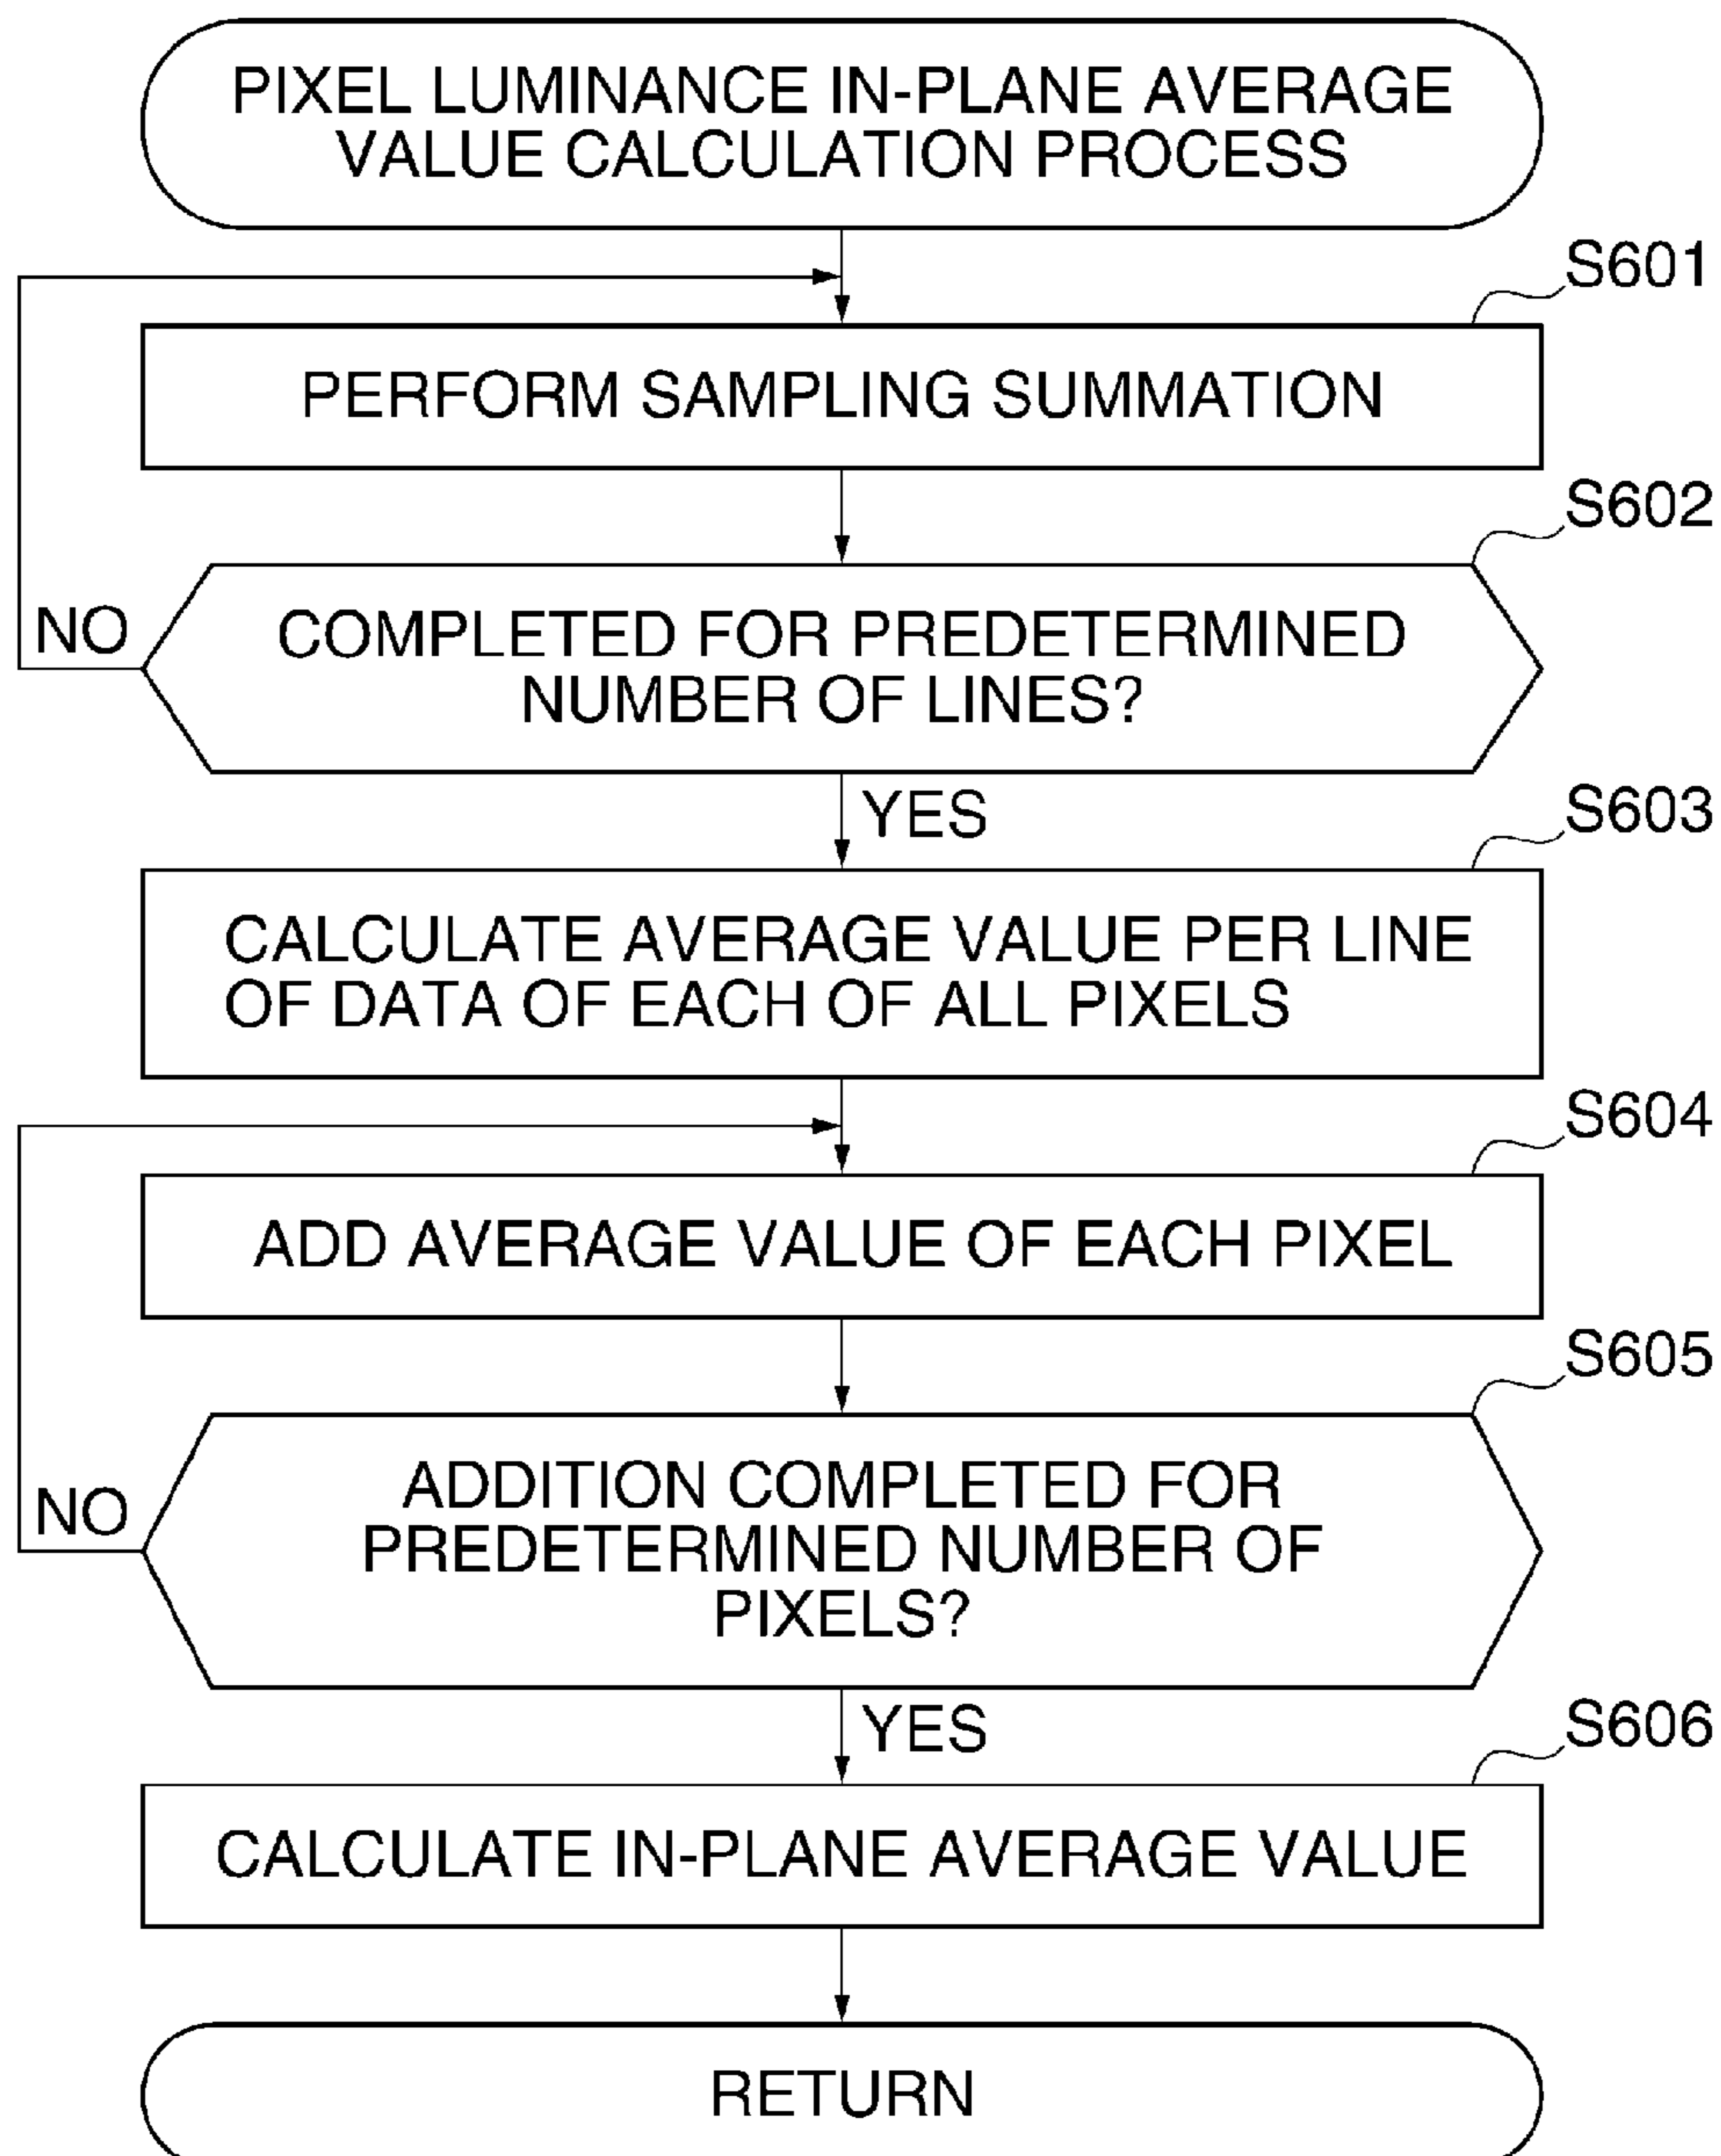 PIXEL LUMINANCE IN-PLANE AVERAGE
VALUE CALCULATION PROCESS
S601
PERFORM SAMPLING SUMMATION
S602
NO
COMPLETED FOR PREDETERMINED
NUMBER OF LINES?
YES
S603
CALCULATE AVERAGE VALUE PER LINE
OF DATA OF EACH OF ALL PIXELS
S604
ADD AVERAGE VALUE OF EACH PIXEL
S605
NO
ADDITION COMPLETED FOR
PREDETERMINED NUMBER OF
PIXELS?
YES
S606
CALCULATE IN-PLANE AVERAGE VALUE
RETURN